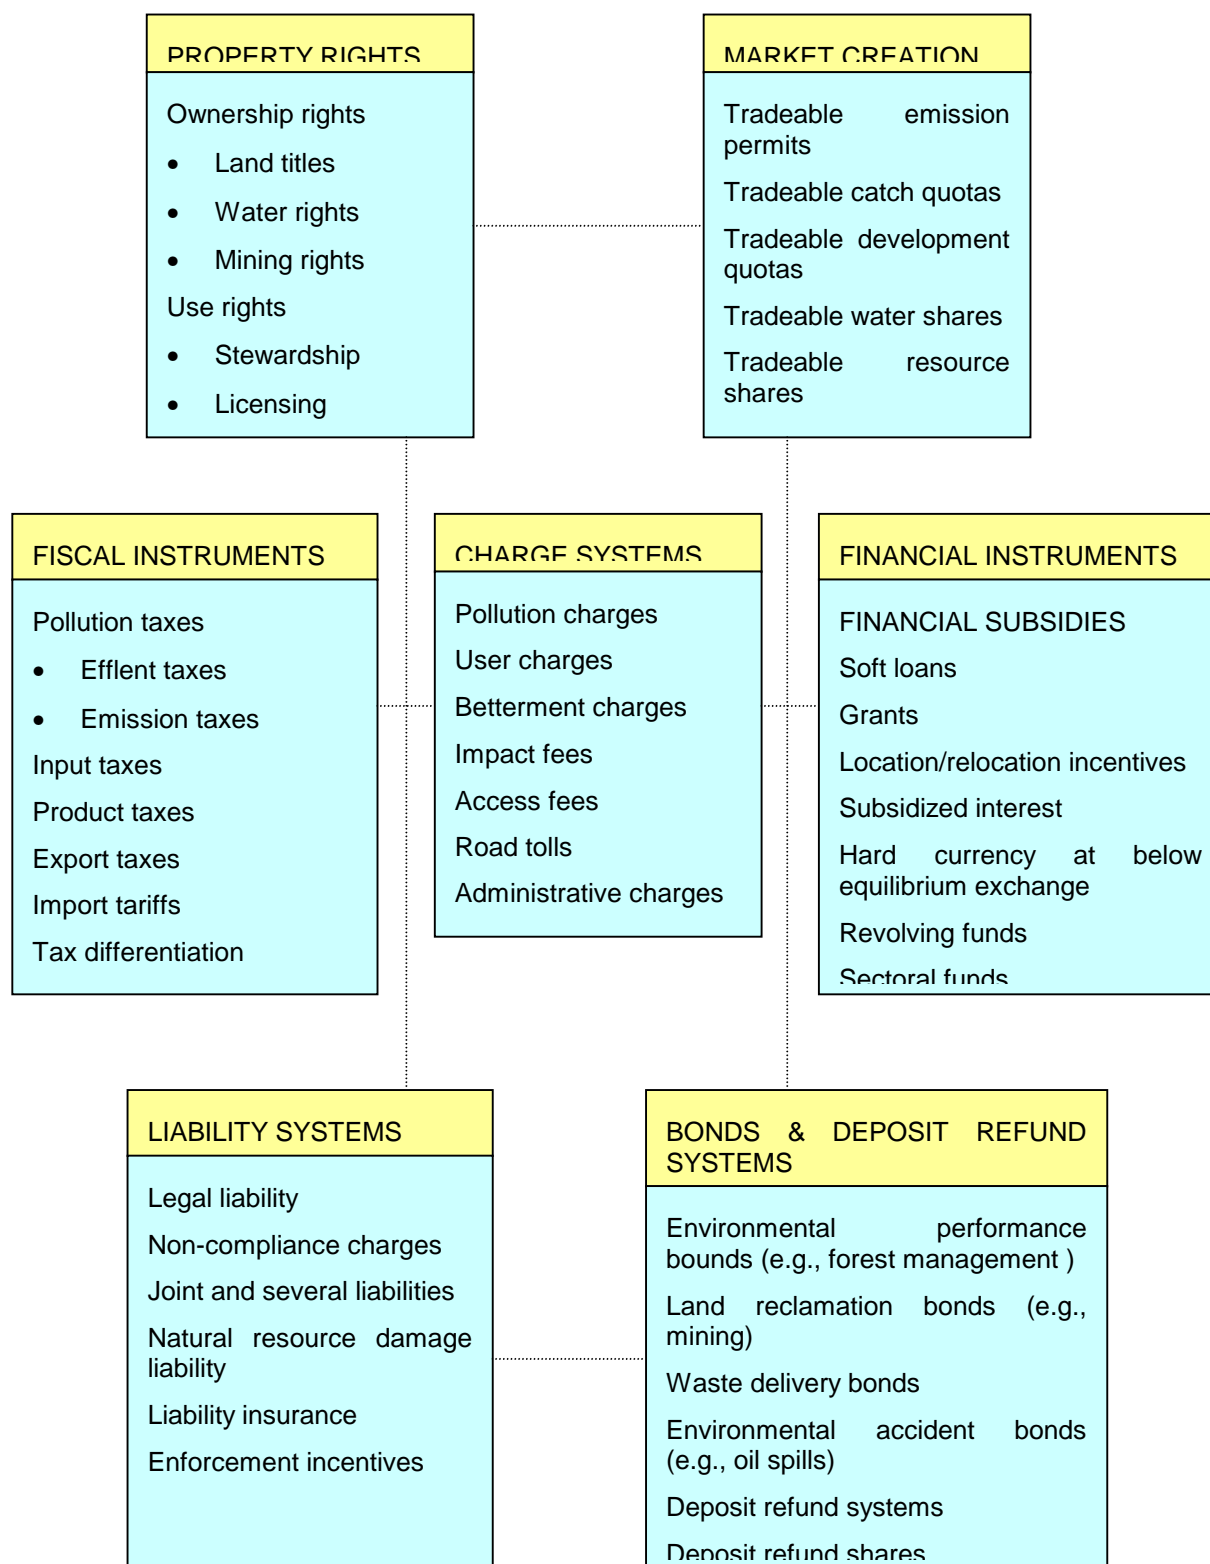 PROPERTY RIGHTS
Ownership rights
• Land titles
• Water rights
• Mining rights
Use rights
• Stewardship
• Licensing
MARKET CREATION
Tradeable emission
permits
Tradeable catch quotas
Tradeable development
quotas
Tradeable water shares
Tradeable resource
shares
FISCAL INSTRUMENTS
Pollution taxes
• Efflent taxes
• Emission taxes
Input taxes
Product taxes
Export taxes
Import tariffs
Tax differentiation
CHARGE SYSTEMS
Pollution charges
User charges
Betterment charges
Impact fees
Access fees
Road tolls
Administrative charges
FINANCIAL INSTRUMENTS
FINANCIAL SUBSIDIES
Soft loans
Grants
Location/relocation incentives
Subsidized interest
Hard currency at below
equilibrium exchange
Revolving funds
Sectoral funds
LIABILITY SYSTEMS
Legal liability
Non-compliance charges
Joint and several liabilities
Natural resource damage
liability
Liability insurance
Enforcement incentives
BONDS & DEPOSIT REFUND
SYSTEMS
Environmental performance
bounds (e.g., forest management )
Land reclamation bonds (e.g.,
mining)
Waste delivery bonds
Environmental accident bonds
(e.g., oil spills)
Deposit refund systems
Deposit refund shares